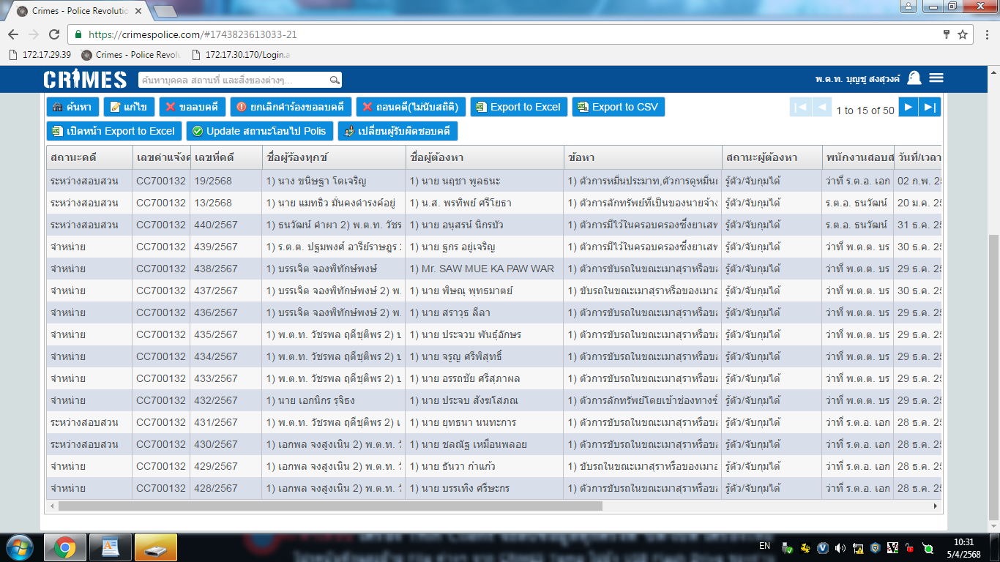 Crimes - Police Revolutio
https://crimespolice.com/#1743823613033-21
172.17.29.39 Crimes - Police Revol 172.17.30.170/Login.a
CRIMES ค้นหาบุคคล สถานที่ และสิ่งของต่างๆ... พ.ต.ท. บุญชู สงสุวงค์
ค้นหา แก้ไข ขอลบคดี ยกเลิกคำร้องขอลบคดี ถอนคดี(ไม่นับสถิติ) Export to Excel Export to CSV 1 to 15 of 50
เปิดหน้า Export to Excel Update สถานะโอนไป Polis เปลี่ยนผู้รับผิดชอบคดี
สถานะคดี เลขคำแจ้งค เลขที่คดี ชื่อผู้ร้องทุกข์ ชื่อผู้ต้องหา ข้อหา สถานะผู้ต้องหา พนักงานสอบส วันที่/เวลา
ระหว่างสอบสวน CC700132 19/2568 1) นาง ขนิษฐา โตเจริญ 1) นาย นฤชา พูลธนะ 1) ตัวการหมิ่นประมาท,ตัวการดูหมิ่น รู้ตัว/จับกุมได้ ว่าที่ ร.ต.อ. เอก 02 ก.พ. 25
ระหว่างสอบสวน CC700132 13/2568 1) นาย แมทธิว มั่นคงดำรงค์อยู่ 1) น.ส. พรทิพย์ ศรีโยธา 1) ตัวการลักทรัพย์ที่เป็นของนายจ้าง รู้ตัว/จับกุมได้ ร.ต.อ. ธนวัฒน์ 20 ม.ค. 25
ระหว่างสอบสวน CC700132 440/2567 1) ธนวัฒน์ คำผา 2) พ.ต.ท. วัชร 1) นาย อนุสรณ์ นิกรบัว 1) ตัวการมีไว้ในครอบครองซึ่งยาเสพ รู้ตัว/จับกุมได้ ร.ต.อ. ธนวัฒน์ 31 ธ.ค. 25
จำหน่าย CC700132 439/2567 1) ร.ต.ต. ปฐมพงศ์ อารีย์ราษฎร 2 1) นาย ฐกร อยู่เจริญ 1) ตัวการมีไว้ในครอบครองซึ่งยาเสพ รู้ตัว/จับกุมได้ ว่าที่ พ.ต.ต. บร 30 ธ.ค. 25
จำหน่าย CC700132 438/2567 1) บรรเจิด จองพิทักษ์พงษ์ 1) Mr. SAW MUE KA PAW WAR 1) ตัวการขับรถในขณะเมาสุราหรือขอ รู้ตัว/จับกุมได้ ว่าที่ พ.ต.ต. บร 29 ธ.ค. 25
จำหน่าย CC700132 437/2567 1) บรรเจิด จองพิทักษ์พงษ์ 2) พ. 1) นาย พิษณุ พุทธมาตย์ 1) ขับรถในขณะเมาสุราหรือของเมาอ รู้ตัว/จับกุมได้ ว่าที่ พ.ต.ต. บร 30 ธ.ค. 25
จำหน่าย CC700132 436/2567 1) บรรเจิด จองพิทักษ์พงษ์ 2) พ. 1) นาย สราวุธ ลีลา 1) ตัวการขับรถในขณะเมาสุราหรือขอ รู้ตัว/จับกุมได้ ว่าที่ พ.ต.ต. บร 29 ธ.ค. 25
จำหน่าย CC700132 435/2567 1) พ.ต.ท. วัชรพล ฤดีชุติพร 2) บ 1) นาย ประจวบ พันธุ์อักษร 1) ตัวการขับรถในขณะเมาสุราหรือขอ รู้ตัว/จับกุมได้ ว่าที่ พ.ต.ต. บร 29 ธ.ค. 25
จำหน่าย CC700132 434/2567 1) พ.ต.ท. วัชรพล ฤดีชุติพร 2) บ 1) นาย จรูญ ศรีพิสุทธิ์ 1) ตัวการขับรถในขณะเมาสุราหรือขอ รู้ตัว/จับกุมได้ ว่าที่ พ.ต.ต. บร 29 ธ.ค. 25
จำหน่าย CC700132 433/2567 1) พ.ต.ท. วัชรพล ฤดีชุติพร 2) บ 1) นาย อรรถชัย ศรีสุภาผล 1) ตัวการขับรถในขณะเมาสุราหรือขอ รู้ตัว/จับกุมได้ ว่าที่ พ.ต.ต. บร 29 ธ.ค. 25
จำหน่าย CC700132 432/2567 1) นาย เอกนิกร รุจิธง 1) นาย ประจบ สังฆโสภณ 1) ตัวการลักทรัพย์โดยเข้าช่องทางซึ่ รู้ตัว/จับกุมได้ ว่าที่ พ.ต.ต. บร 29 ธ.ค. 25
ระหว่างสอบสวน CC700132 431/2567 1) พ.ต.ท. วัชรพล ฤดีชุติพร 2) เ 1) นาย ยุทธนา นนทะการ 1) ตัวการขับรถในขณะเมาสุราหรือขอ รู้ตัว/จับกุมได้ ว่าที่ ร.ต.อ. เอก 28 ธ.ค. 25
ระหว่างสอบสวน CC700132 430/2567 1) เอกพล จงสูงเนิน 2) พ.ต.ท. วั 1) นาย ชลณัฐ เหมือนพลอย 1) ตัวการขับรถในขณะเมาสุราหรือขอ รู้ตัว/จับกุมได้ ว่าที่ ร.ต.อ. เอก 28 ธ.ค. 25
จำหน่าย CC700132 429/2567 1) เอกพล จงสูงเนิน 2) พ.ต.ท. วั 1) นาย ธันวา กำแก้ว 1) ขับรถในขณะเมาสุราหรือของเมาอ รู้ตัว/จับกุมได้ ว่าที่ ร.ต.อ. เอก 28 ธ.ค. 25
จำหน่าย CC700132 428/2567 1) เอกพล จงสูงเนิน 2) พ.ต.ท. วั 1) นาย บรรเทิง ศรีษะกร 1) ตัวการขับรถในขณะเมาสุราหรือขอ รู้ตัว/จับกุมได้ ว่าที่ ร.ต.อ. เอก 28 ธ.ค. 25
EN 10:31
5/4/2568